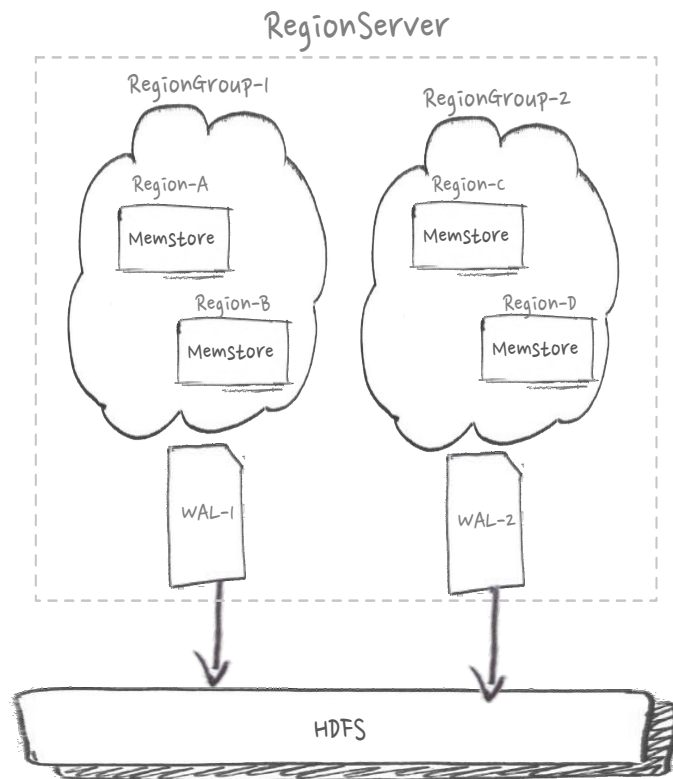 RegionServer
RegionGroup-1
RegionGroup-2
Region-A
MemStore
Region-B
MemStore
Region-C
MemStore
Region-D
MemStore
WAL-1
WAL-2
HDFS